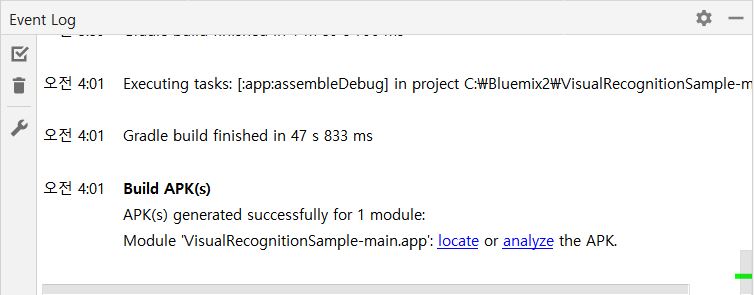 Event Log
오전 4:01 Executing tasks: [:app:assembleDebug] in project C:₩Bluemix2₩VisualRecognitionSample-m
오전 4:01 Gradle build finished in 47 s 833 ms
오전 4:01 Build APK(s)
APK(s) generated successfully for 1 module:
Module 'VisualRecognitionSample-main.app': locate or analyze the APK.